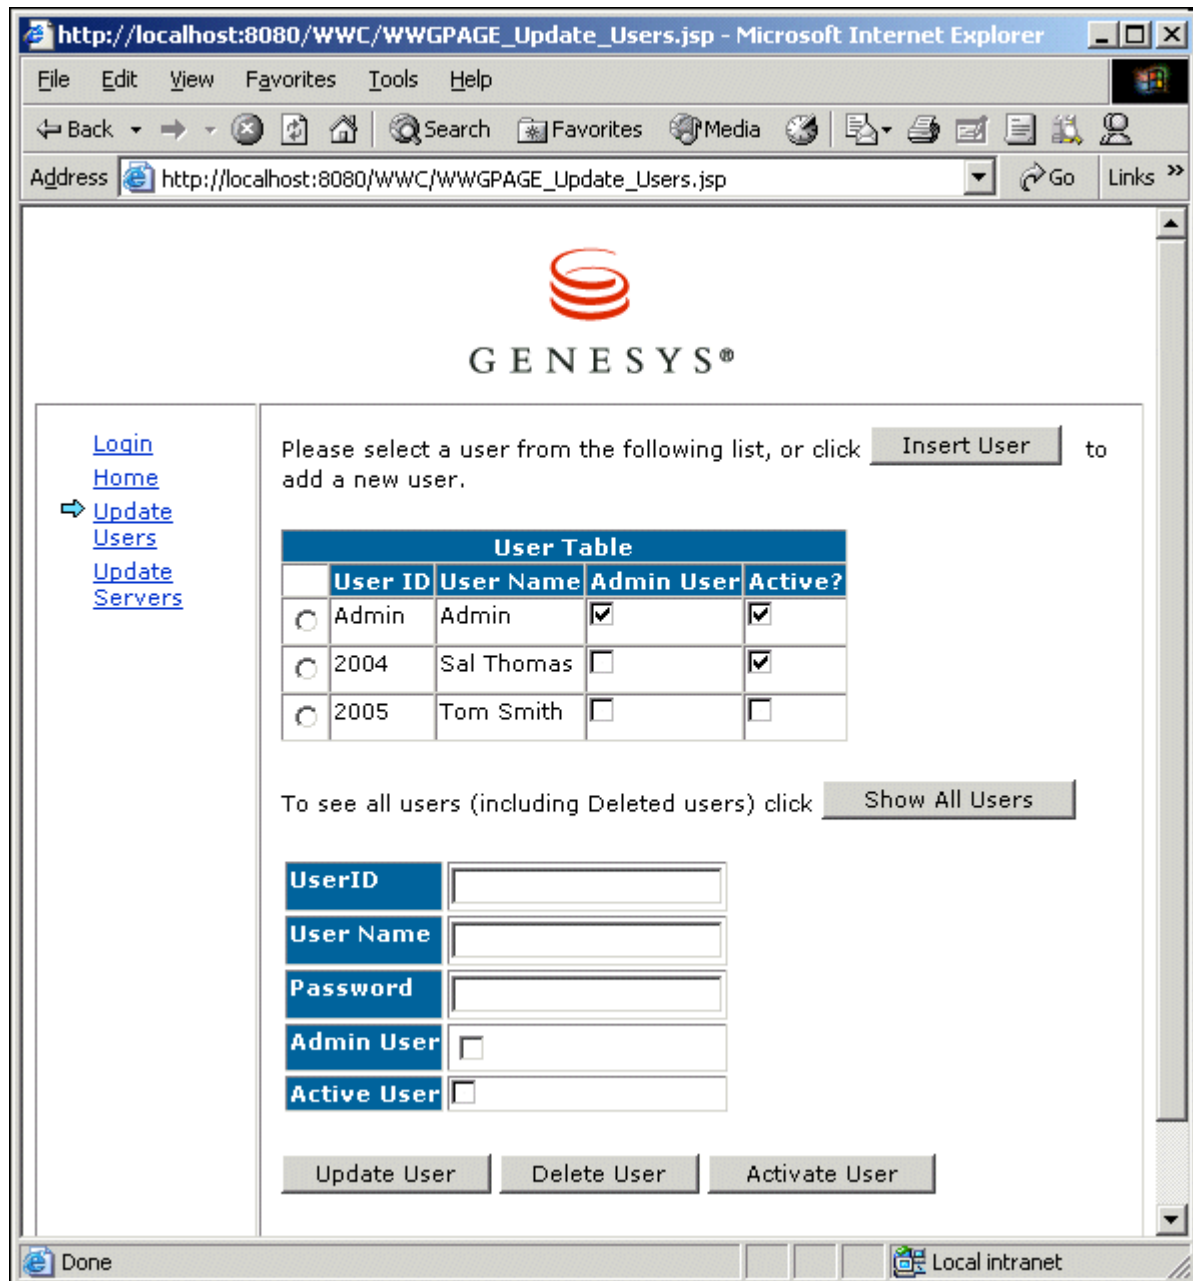 http://localhost:8080/WWC/WWGPAGE_Update_Users.jsp - Microsoft Internet Explorer
File Edit View Favorites Tools Help
Back Search Favorites Media
Address http://localhost:8080/WWC/WWGPAGE_Update_Users.jsp Go Links »
GENESYS®
Login
Home
Update
Users
Update
Servers
Please select a user from the following list, or click Insert User to
add a new user.
User Table
User ID User Name Admin User Active?
Admin Admin
2004 Sal Thomas
2005 Tom Smith
To see all users (including Deleted users) click Show All Users
UserID
User Name
Password
Admin User
Active User
Update User Delete User Activate User
Done Local intranet